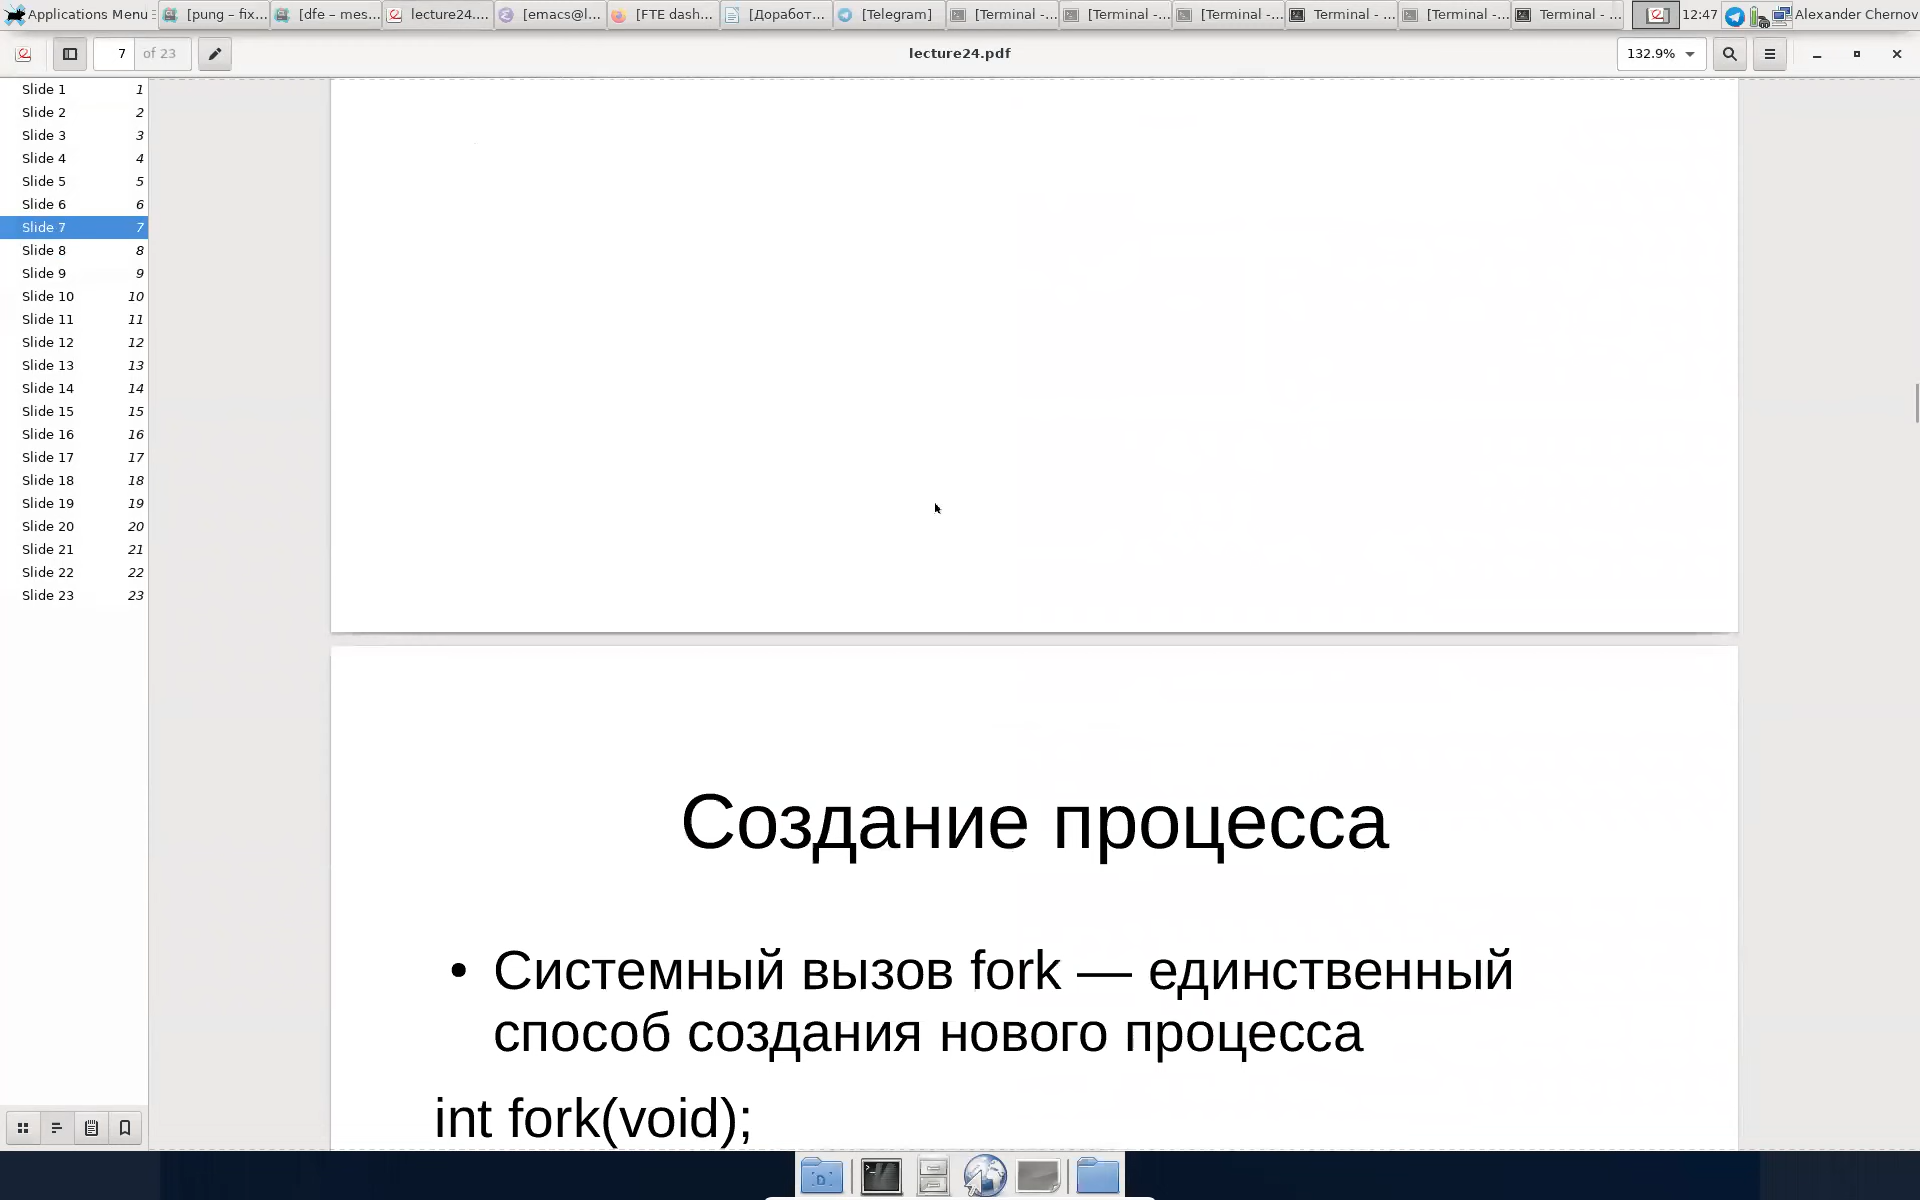 Applications Menu [pung – fix... [dfe – mes... lecture24.... [emacs@l... [FTE dash... [Доработ... [Telegram] [Terminal -... [Terminal -... [Terminal -... Terminal - ... [Terminal -... Terminal - ... 12:47 Alexander Chernov
7 of 23 lecture24.pdf 132.9%
Slide 1 1
Slide 2 2
Slide 3 3
Slide 4 4
Slide 5 5
Slide 6 6
Slide 7 7
Slide 8 8
Slide 9 9
Slide 10 10
Slide 11 11
Slide 12 12
Slide 13 13
Slide 14 14
Slide 15 15
Slide 16 16
Slide 17 17
Slide 18 18
Slide 19 19
Slide 20 20
Slide 21 21
Slide 22 22
Slide 23 23
Создание процесса
• Системный вызов fork — единственный
способ создания нового процесса
int fork(void);